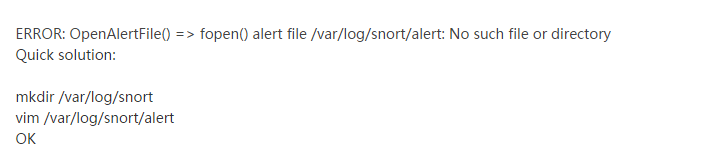 ERROR: OpenAlertFile() => fopen() alert file /var/log/snort/alert: No such file or directory
Quick solution:
mkdir /var/log/snort
vim /var/log/snort/alert
OK